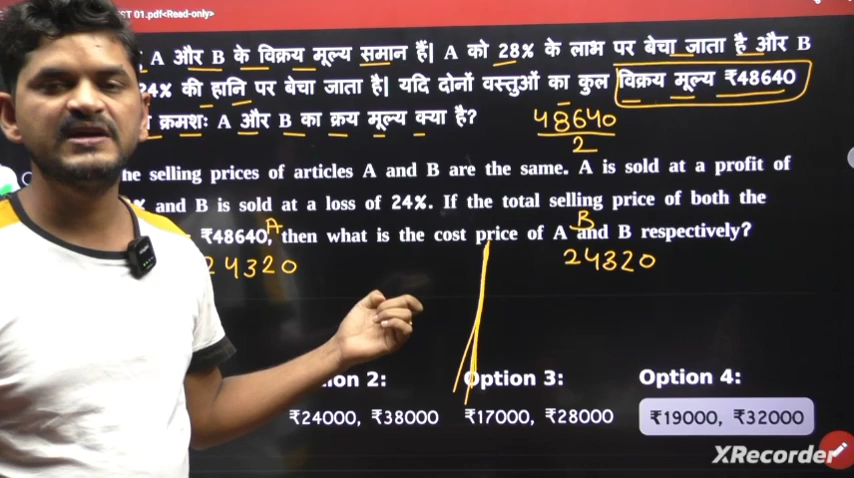 ST 01.pdf<Read-only>
A और B के विक्रय मूल्य समान हैं| A को 28% के लाभ पर बेचा जाता है और B
24% की हानि पर बेचा जाता है| यदि दोनों वस्तुओं का कुल विक्रय मूल्य ₹48640
क्रमशः A और B का क्रय मूल्य क्या है?
48640
2
he selling prices of articles A and B are the same. A is sold at a profit of
% and B is sold at a loss of 24%. If the total selling price of both the
A B
₹48640, then what is the cost price of A and B respectively?
24320 24320
ion 2: Option 3: Option 4:
₹24000, ₹38000 ₹17000, ₹28000 ₹19000, ₹32000
XRecorder